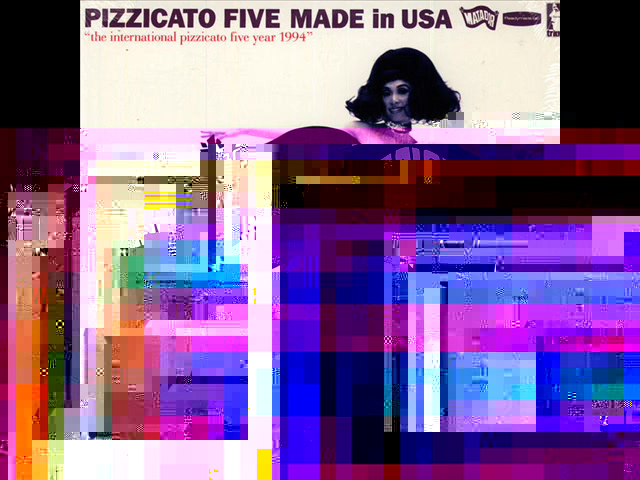 PIZZICATO FIVE MADE in USA
MATADOR
"the international pizzicato five year 1994"